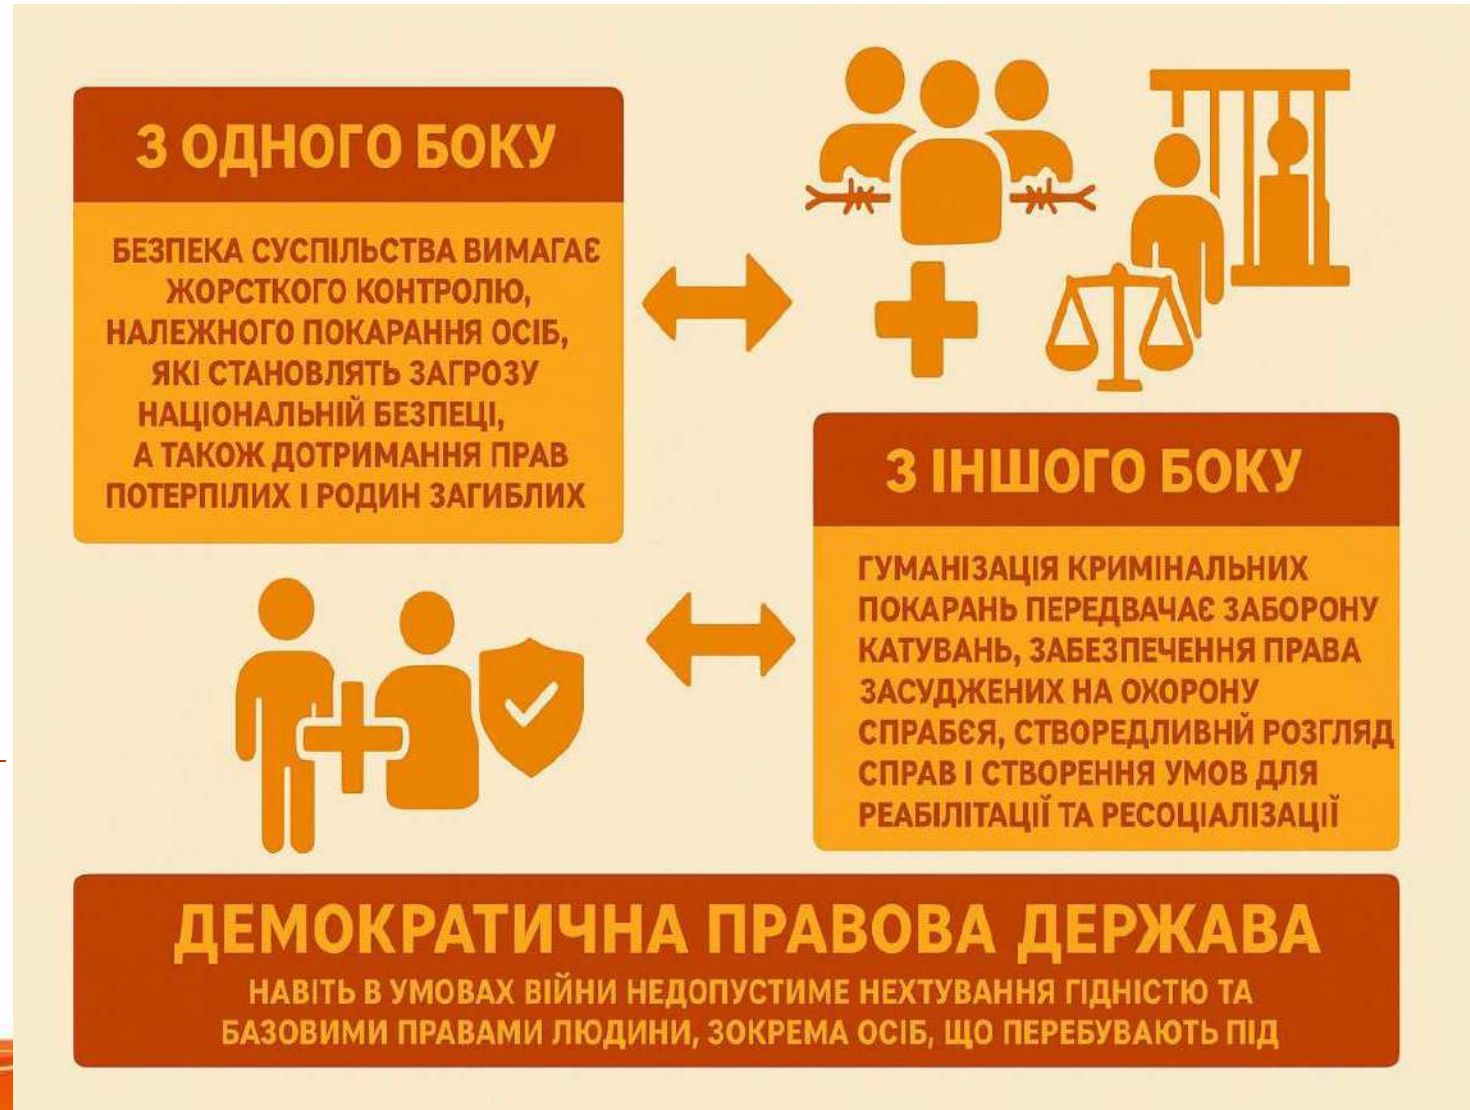 З ОДНОГО БОКУ
БЕЗПЕКА СУСПІЛЬСТВА ВИМАГАЄ
ЖОРСТКОГО КОНТРОЛЮ,
НАЛЕЖНОГО ПОКАРАННЯ ОСІБ,
ЯКІ СТАНОВЛЯТЬ ЗАГРОЗУ
НАЦІОНАЛЬНІЙ БЕЗПЕЦІ,
А ТАКОЖ ДОТРИМАННЯ ПРАВ
ПОТЕРПІЛИХ І РОДИН ЗАГИБЛИХ
З ІНШОГО БОКУ
ГУМАНІЗАЦІЯ КРИМІНАЛЬНИХ
ПОКАРАНЬ ПЕРЕДВАЧАЄ ЗАБОРОНУ
КАТУВАНЬ, ЗАБЕЗПЕЧЕННЯ ПРАВА
ЗАСУДЖЕНИХ НА ОХОРОНУ
СПРАБЄЯ, СТВОРЕДЛИВНЙ РОЗГЛЯД
СПРАВ І СТВОРЕННЯ УМОВ ДЛЯ
РЕАБІЛІТАЦІЇ ТА РЕСОЦІАЛІЗАЦІЇ
ДЕМОКРАТИЧНА ПРАВОВА ДЕРЖАВА
НАВІТЬ В УМОВАХ ВІЙНИ НЕДОПУСТИМЕ НЕХТУВАННЯ ГІДНІСТЮ ТА
БАЗОВИМИ ПРАВАМИ ЛЮДИНИ, ЗОКРЕМА ОСІБ, ЩО ПЕРЕБУВАЮТЬ ПІД